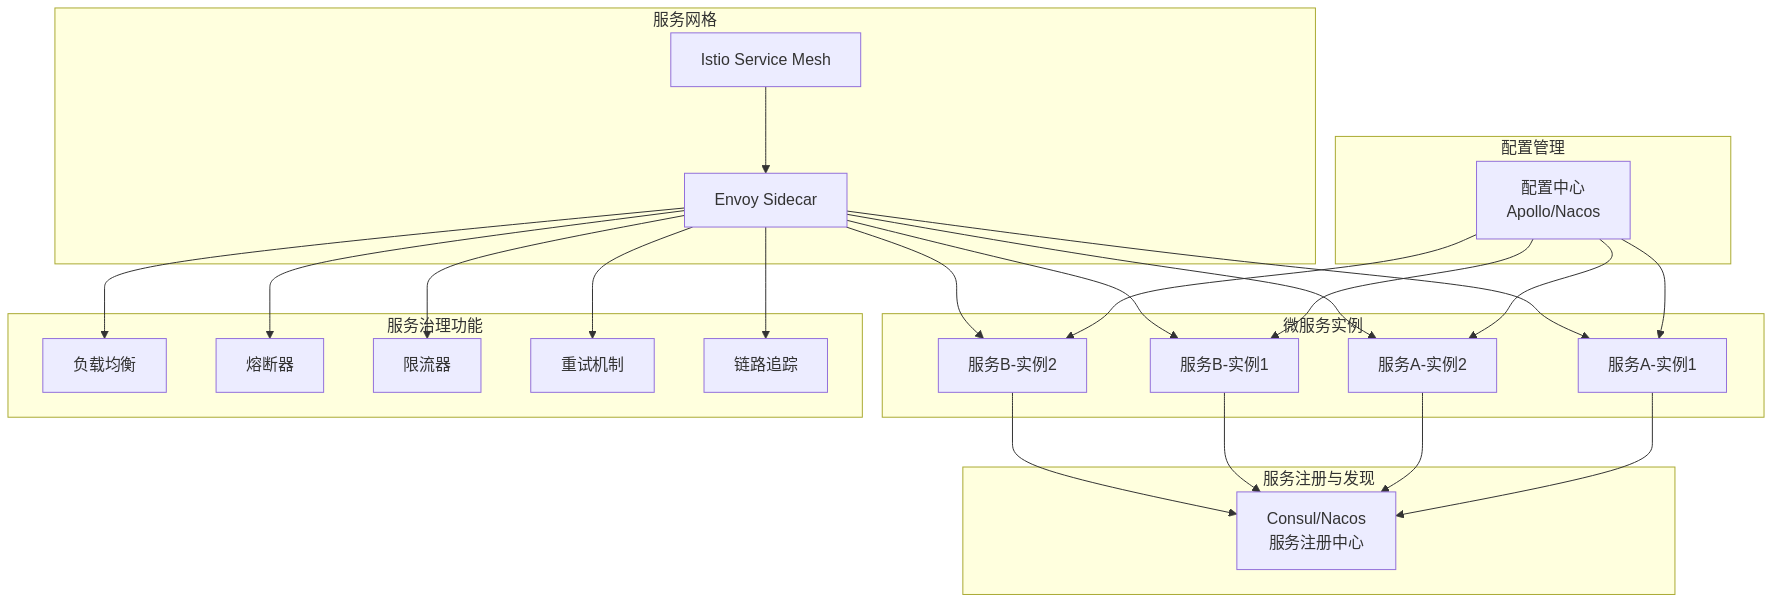 服务网格
Istio Service Mesh
配置管理
配置中心
Apollo/Nacos
Envoy Sidecar
服务治理功能
负载均衡
熔断器
限流器
重试机制
链路追踪
微服务实例
服务B-实例2
服务B-实例1
服务A-实例2
服务A-实例1
服务注册与发现
Consul/Nacos
服务注册中心